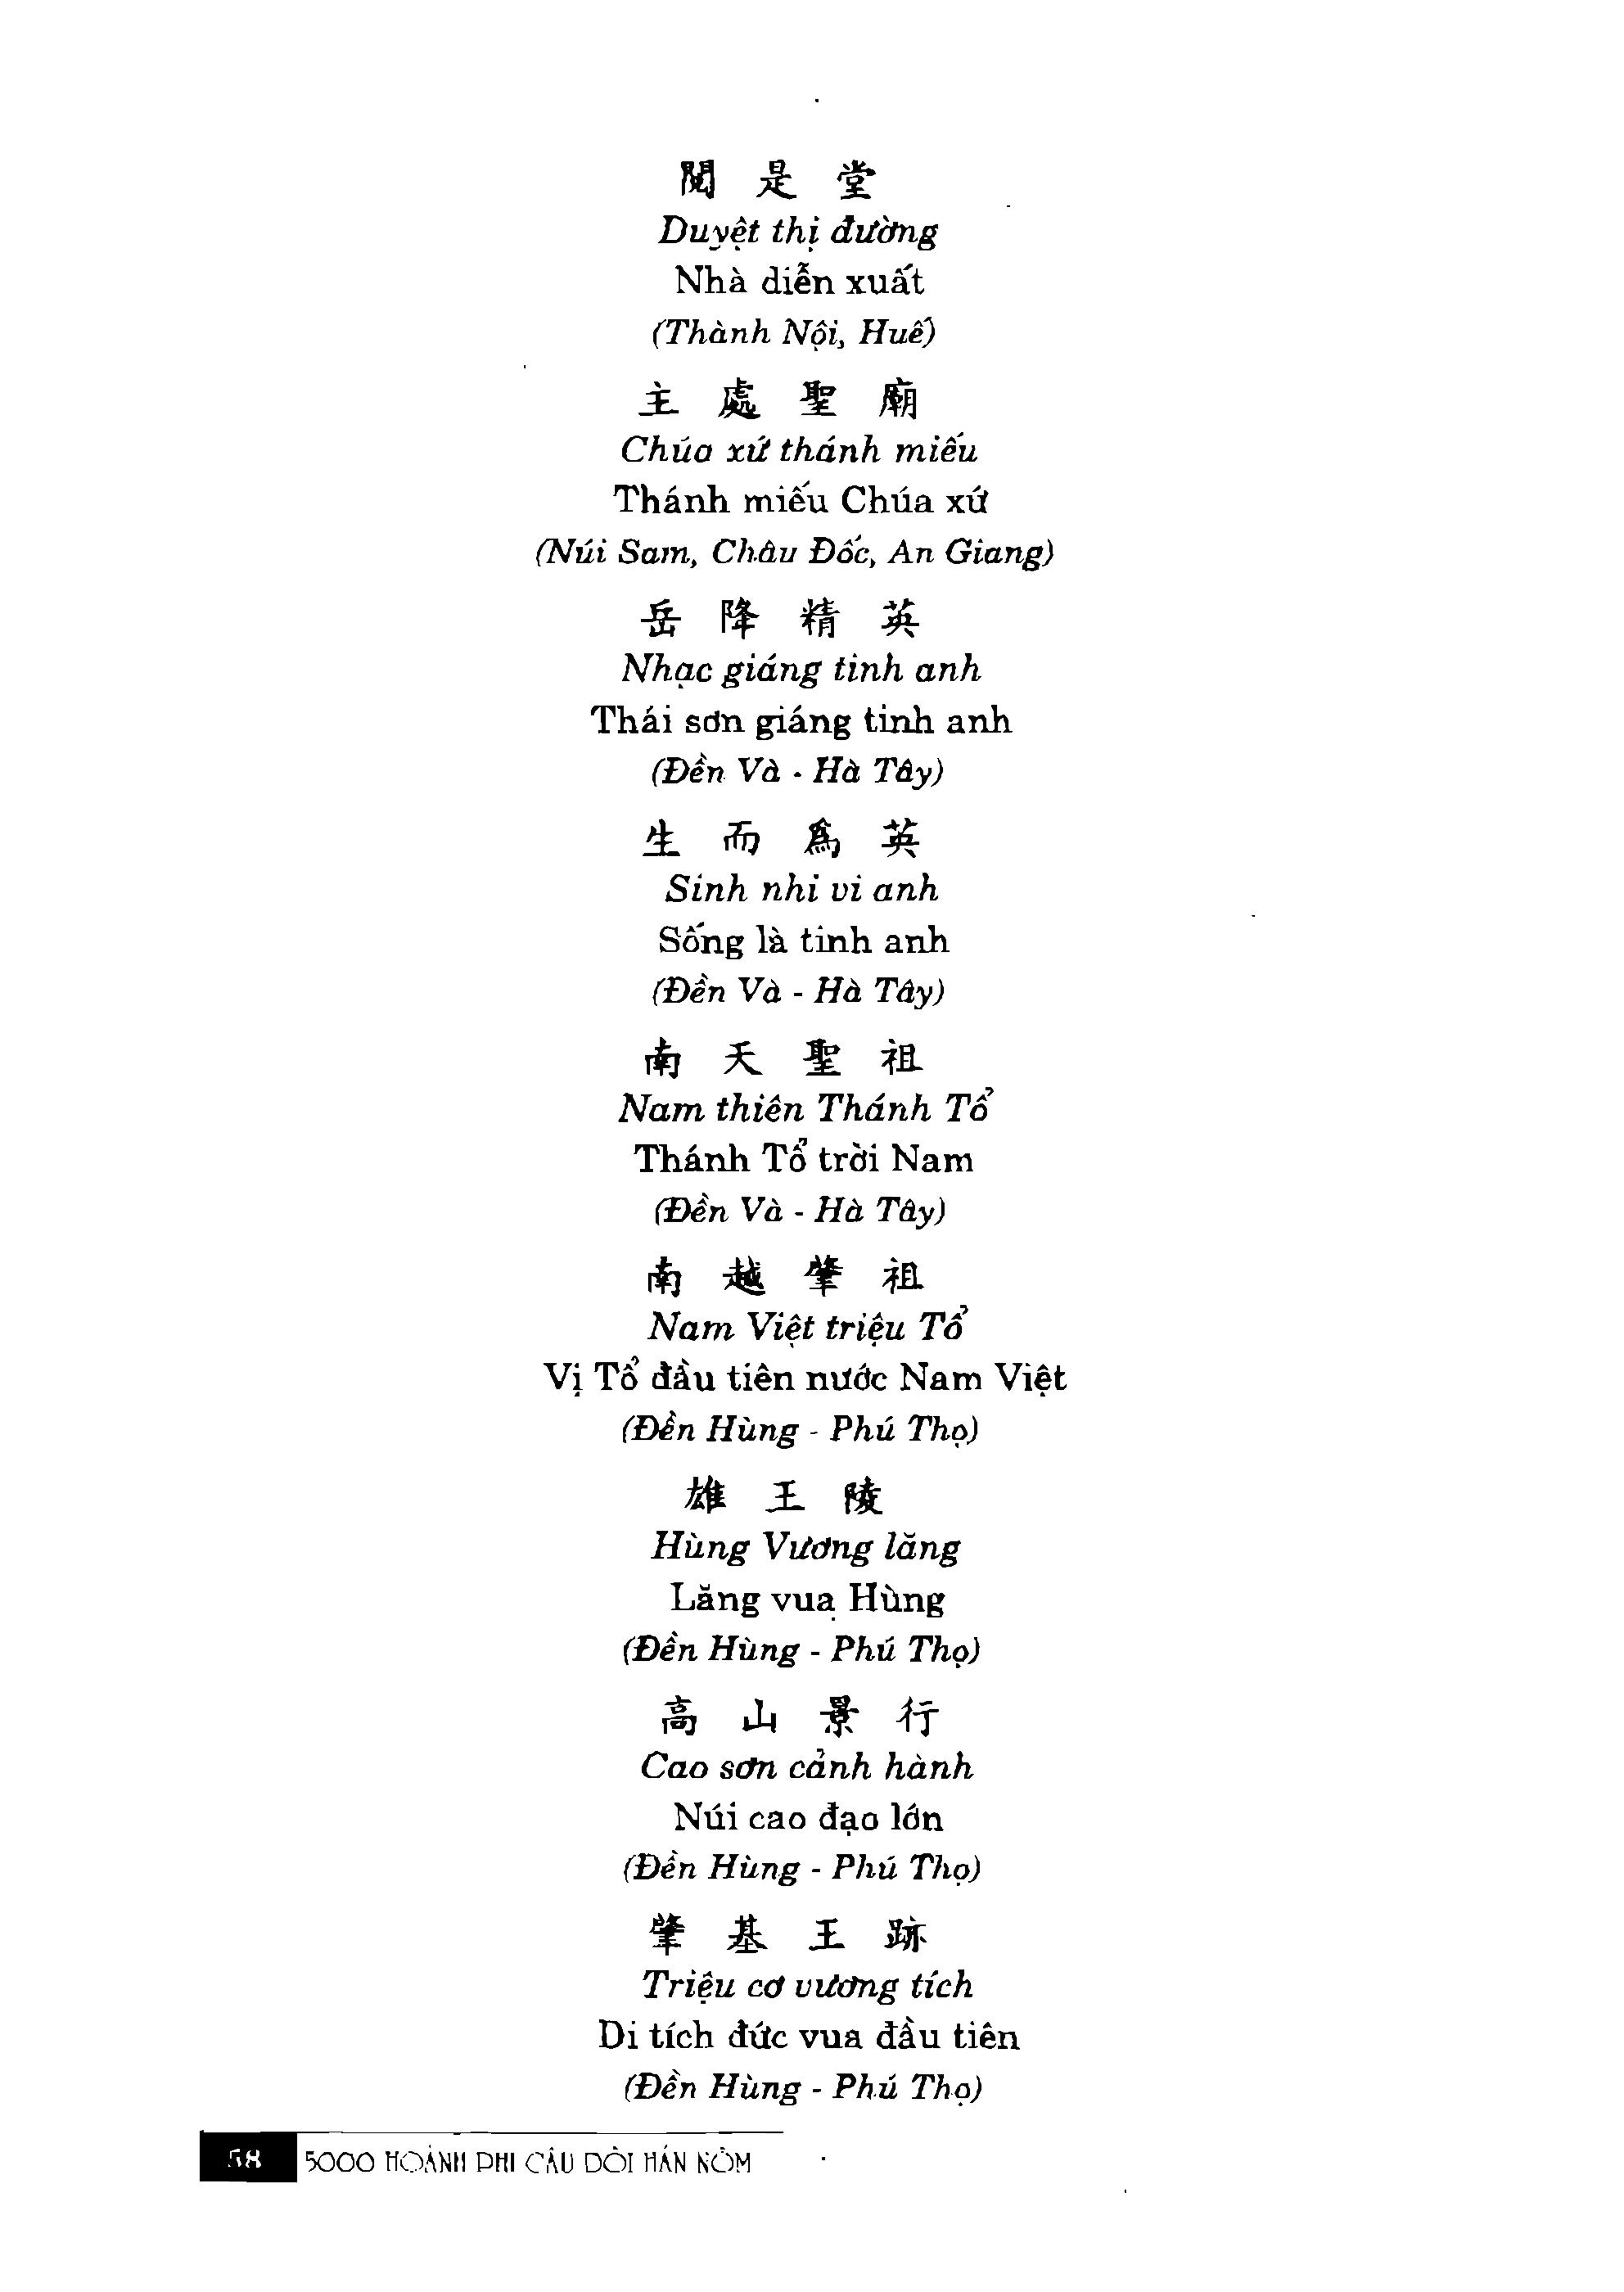 閱是堂
Duyệt thị đường
Nhà diễn xuất
(Thành Nội, Huế)
主處聖廟
Chúa xứ thánh miếu
Thánh miếu Chúa xứ
(Núi Sam, Châu Đốc, An Giang)
岳降精英
Nhạc giáng tinh anh
Thái sơn giáng tinh anh
(Đền Và - Hà Tây)
生而為英
Sinh nhi vi anh
Sống là tinh anh
(Đền Và - Hà Tây)
南天聖祖
Nam thiên Thánh Tổ
Thánh Tổ trời Nam
(Đền Và - Hà Tây)
南越肇祖
Nam Việt triệu Tổ
Vị Tổ đầu tiên nước Nam Việt
(Đền Hùng - Phú Thọ)
雄王陵
Hùng Vương lăng
Lăng vua Hùng
(Đền Hùng - Phú Thọ)
高山景行
Cao sơn cảnh hành
Núi cao đạo lớn
(Đền Hùng - Phú Thọ)
肇基王跡
Triệu cơ vương tích
Di tích đức vua đầu tiên
(Đền Hùng - Phú Thọ)
58 5000 HOÀNH PHI CÂU ĐỐI HÁN NÔM